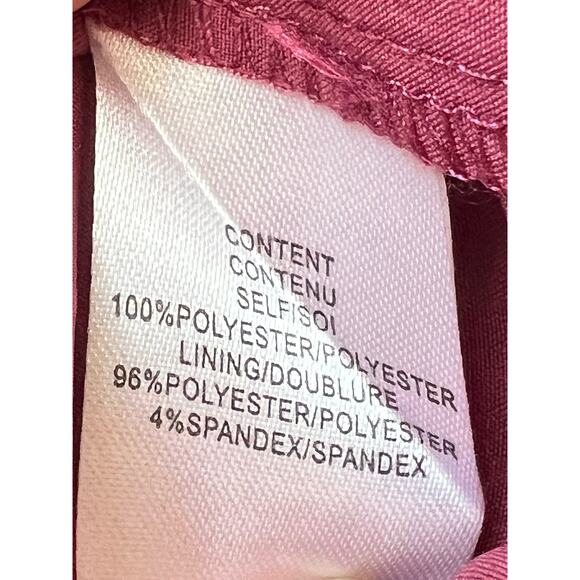 CONTENT
CONTENU
SELF/SOI
100%POLYESTER/POLYESTER
LINING/DOUBLURE
96%POLYESTER/POLYESTER
4%SPANDEX/SPANDEX